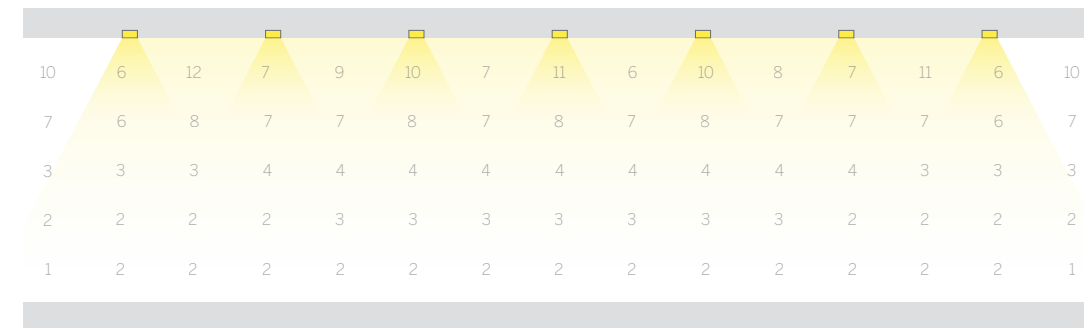 10 6 12 7 9 10 7 11 6 10 8 7 11 6 10
7 6 8 7 7 8 7 8 7 8 7 7 7 6 7
3 3 3 4 4 4 4 4 4 4 4 4 3 3 3
2 2 2 2 3 3 3 3 3 3 3 2 2 2 2
1 2 2 2 2 2 2 2 2 2 2 2 2 2 1